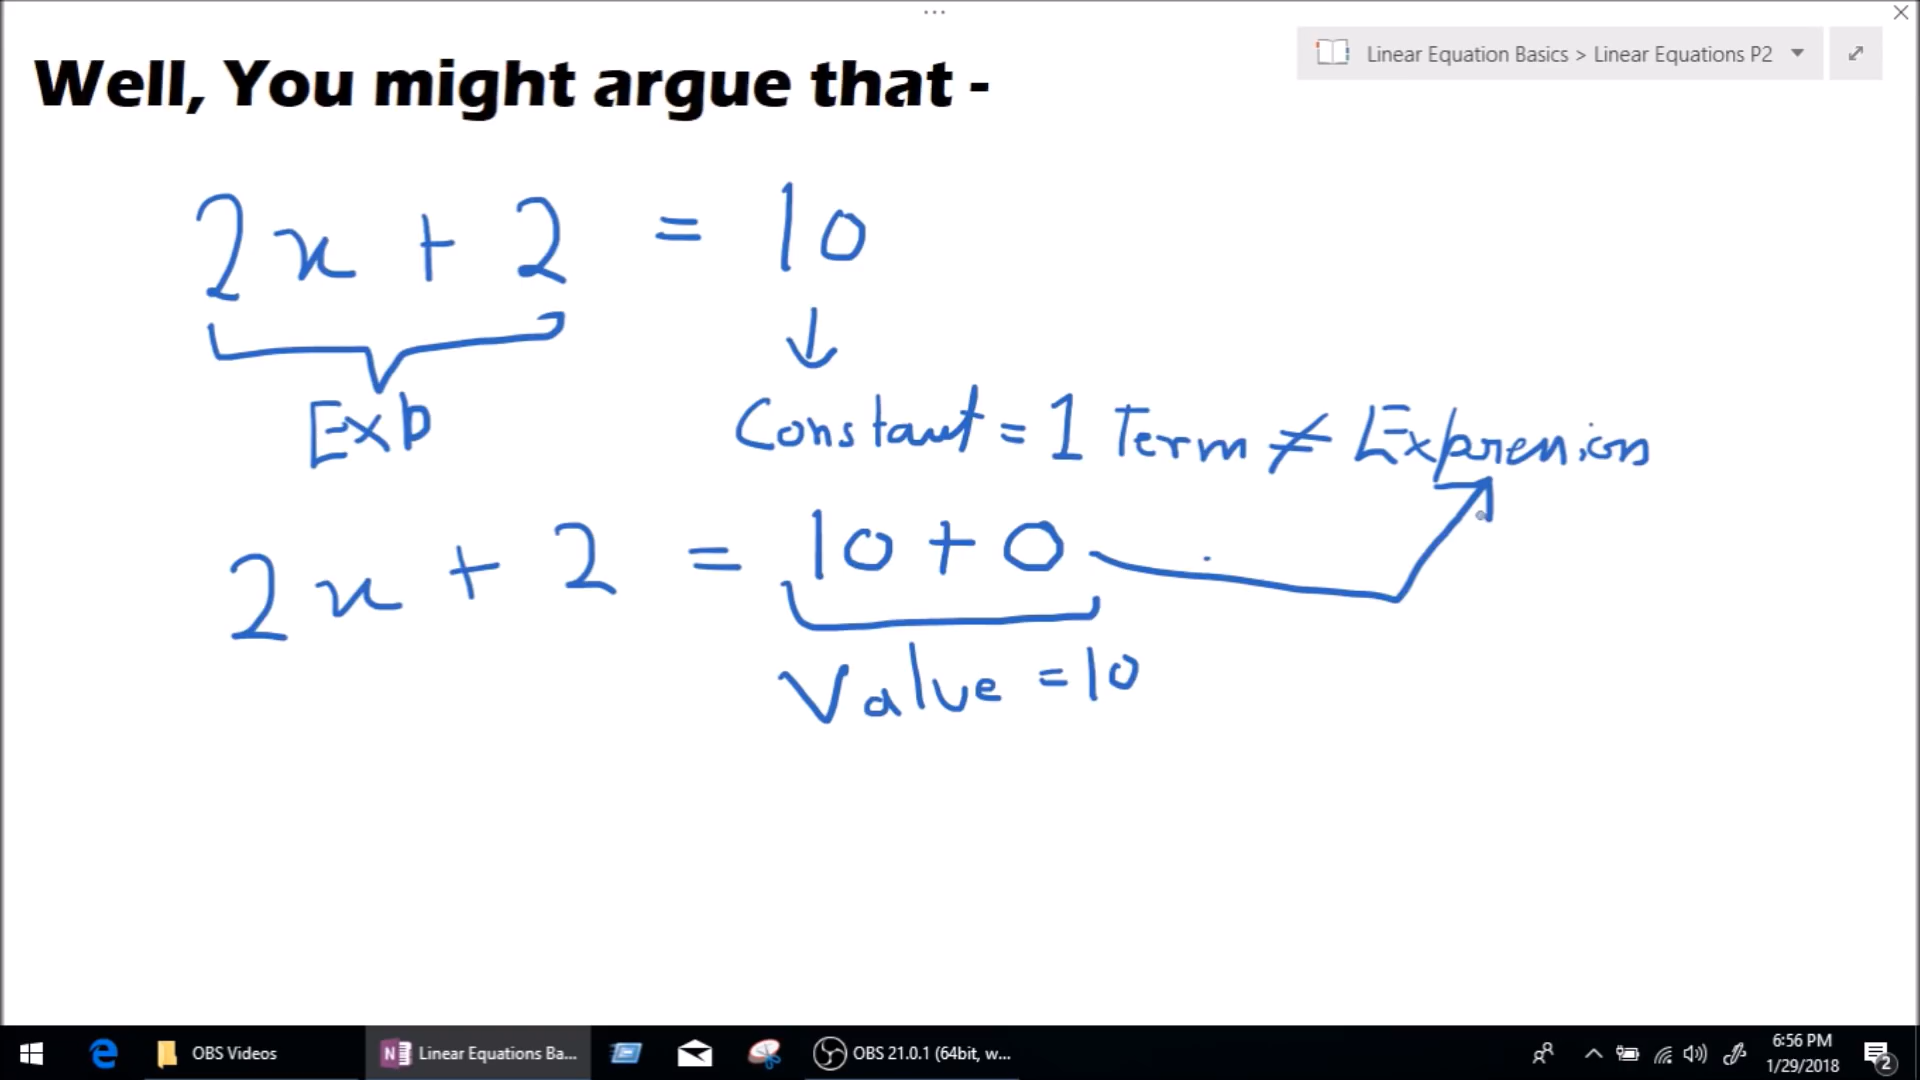 Linear Equation Basics > Linear Equations P2
Well, You might argue that -
2x + 2 = 10
Exp
Constant = 1 Term ≠ Expression
2x + 2 = 10 + 0
Value = 10
OBS Videos
Linear Equations Ba...
OBS 21.0.1 (64bit, w...
6:56 PM
1/29/2018
2